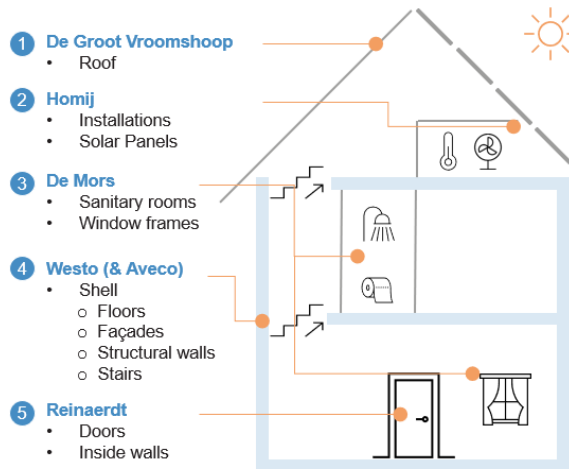 1 De Groot Vroomshoop
• Roof
2 Homij
• Installations
• Solar Panels
3 De Mors
• Sanitary rooms
• Window frames
4 Westo (& Aveco)
• Shell
o Floors
o Façades
o Structural walls
o Stairs
5 Reinaerdt
• Doors
• Inside walls